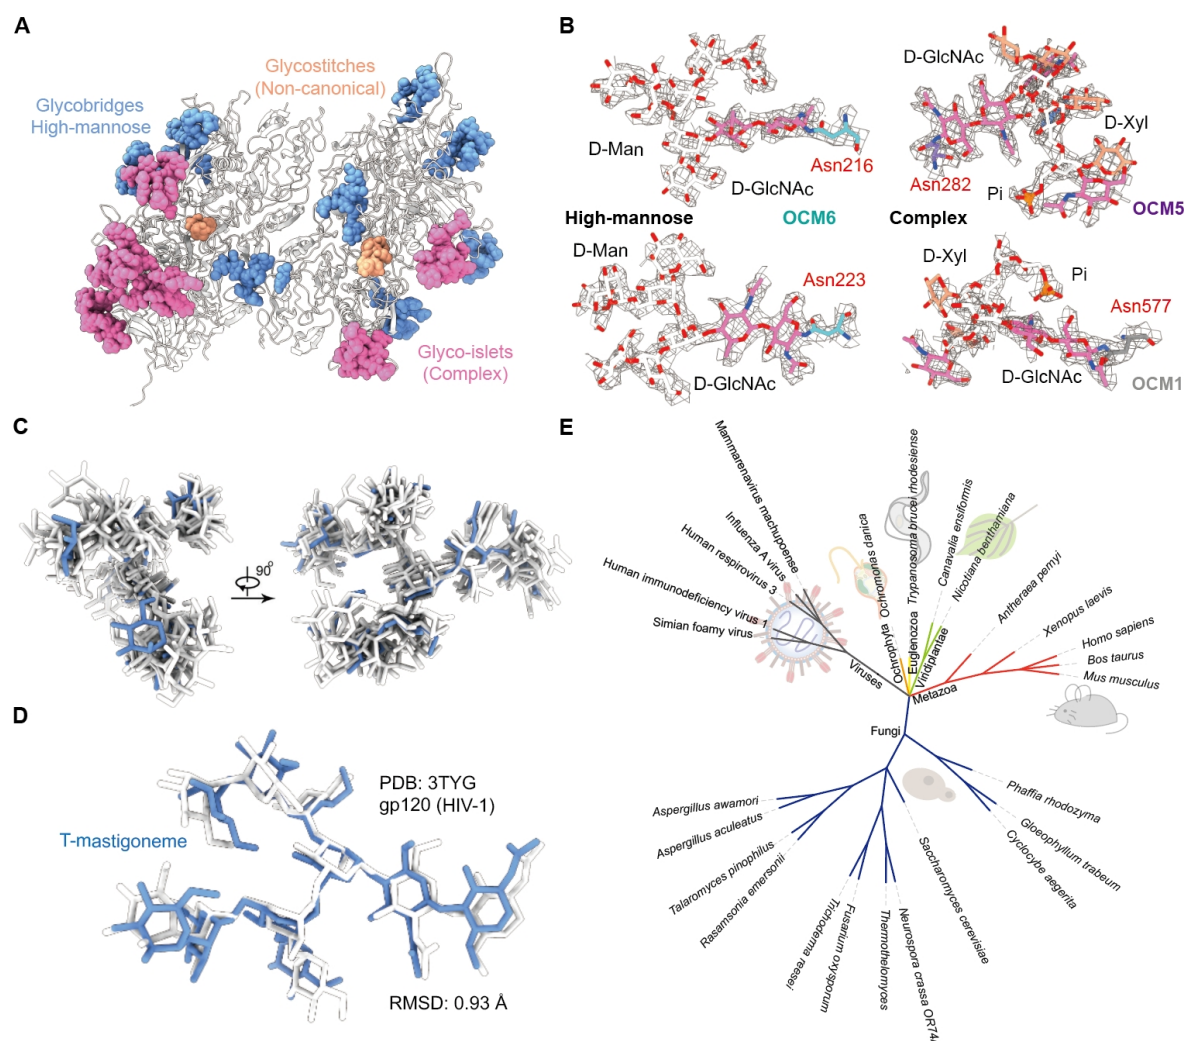 A
Glycobridges
High-mannose
Glycostitches
(Non-canonical)
Glyco-islets
(Complex)
B
D-Man
D-GlcNAc
Asn216
High-mannose
OCM6
D-GlcNAc
D-Xyl
Asn282
Pi
Complex
OCM5
D-Man
Asn223
D-GlcNAc
D-Xyl
Pi
Asn577
D-GlcNAc
OCM1
C
90°
D
T-mastigoneme
PDB: 3TYG
gp120 (HIV-1)
RMSD: 0.93 Å
E
Mammarenavirus machupoense
Influenza A virus
Human respirovirus 3
Human immunodeficiency virus 1
Simian foamy virus
Viruses
Ochromonas danica
Ochrophyta
Trypanosoma brucei rhodesiense
Euglenozoa
Canavalia ensiformis
Nicotiana benthamiana
Viridiplantae
Antheraea pernyi
Xenopus laevis
Homo sapiens
Bos taurus
Mus musculus
Metazoa
Fungi
Phaffia rhodozyma
Gloeophyllum trabeum
Cyclocybe aegerita
Saccharomyces cerevisiae
Neurospora crassa OR74A
Thermothelomyces
Fusarium oxysporum
Trichoderma reesei
Rasamsonia emersonii
Talaromyces pinophilus
Aspergillus aculeatus
Aspergillus awamori